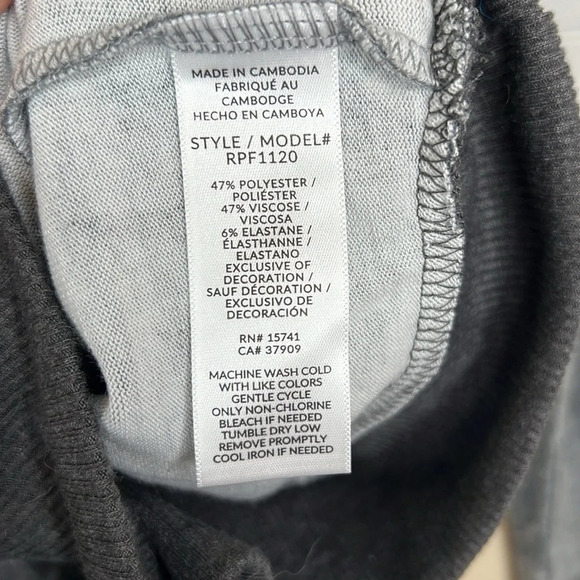 MADE IN CAMBODIA
FABRIQUÉ AU
CAMBODGE
HECHO EN CAMBOYA
STYLE / MODEL#
RPF1120
47% POLYESTER /
POLIÉSTER
47% VISCOSE /
VISCOSA
6% ELASTANE /
ÉLASTHANNE /
ELASTANO
EXCLUSIVE OF
DECORATION /
SAUF DÉCORATION /
EXCLUSIVO DE
DECORACIÓN
RN# 15741
CA# 37909
MACHINE WASH COLD
WITH LIKE COLORS
GENTLE CYCLE
ONLY NON-CHLORINE
BLEACH IF NEEDED
TUMBLE DRY LOW
REMOVE PROMPTLY
COOL IRON IF NEEDED